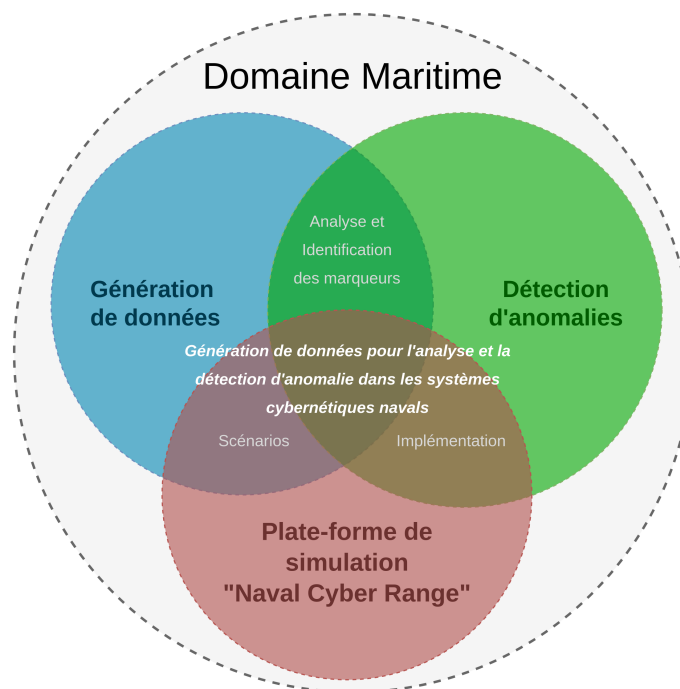 Domaine Maritime
Analyse et
Identification
des marqueurs
Génération
de données
Détection
d'anomalies
Génération de données pour l'analyse et la
détection d'anomalie dans les systèmes
cybernétiques navals
Scénarios
Implémentation
Plate-forme de
simulation
"Naval Cyber Range"